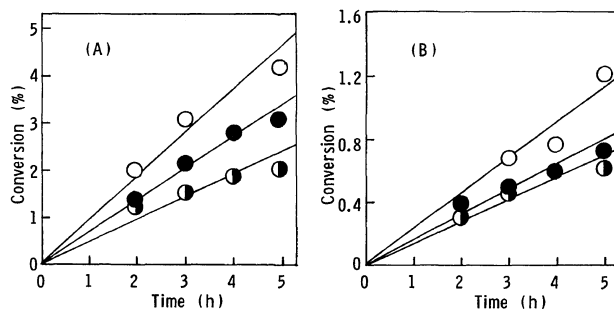 (A)
Conversion (%)
5
4
3
2
1
0
0 1 2 3 4 5
Time (h)
(B)
Conversion (%)
1.6
1.2
0.8
0.4
0
0 1 2 3 4 5
Time (h)